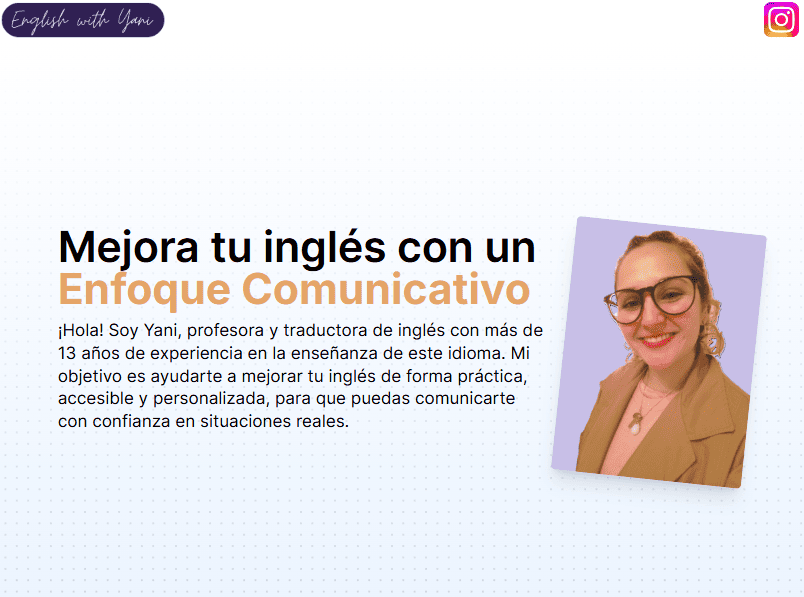 English with Yani
Mejora tu inglés con un
Enfoque Comunicativo
¡Hola! Soy Yani, profesora y traductora de inglés con más de
13 años de experiencia en la enseñanza de este idioma. Mi
objetivo es ayudarte a mejorar tu inglés de forma práctica,
accesible y personalizada, para que puedas comunicarte
con confianza en situaciones reales.